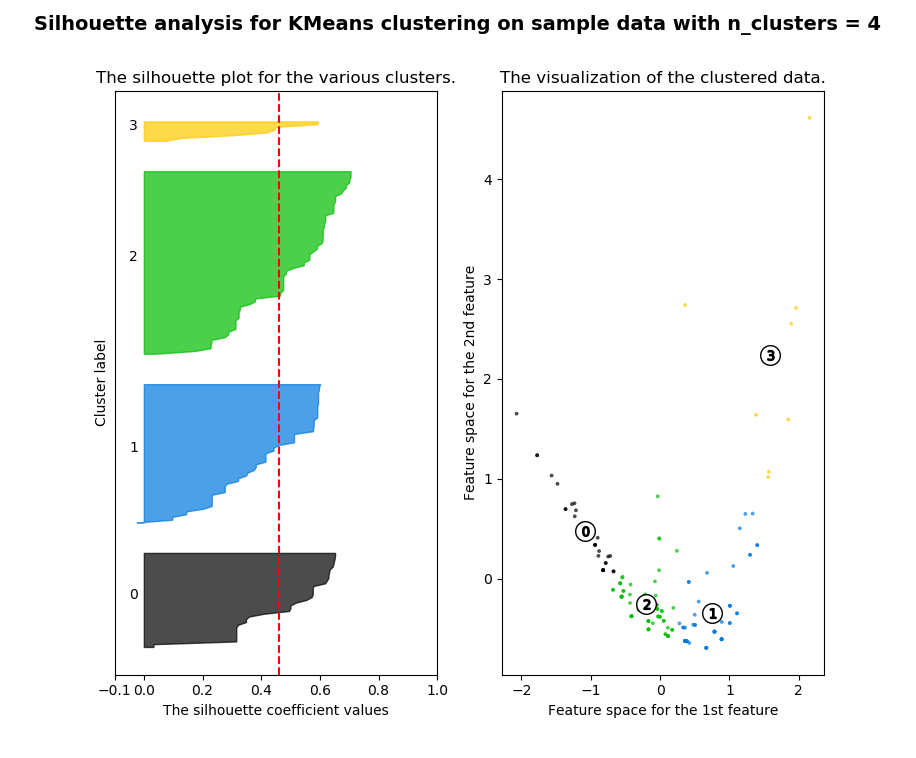 Silhouette analysis for KMeans clustering on sample data with n_clusters = 4
The silhouette plot for the various clusters.
3
2
1
0
Cluster label
−0.1 0.0 0.2 0.4 0.6 0.8 1.0
The silhouette coefficient values
The visualization of the clustered data.
4
3
2
1
0
Feature space for the 2nd feature
3
0
2
1
−2 −1 0 1 2
Feature space for the 1st feature